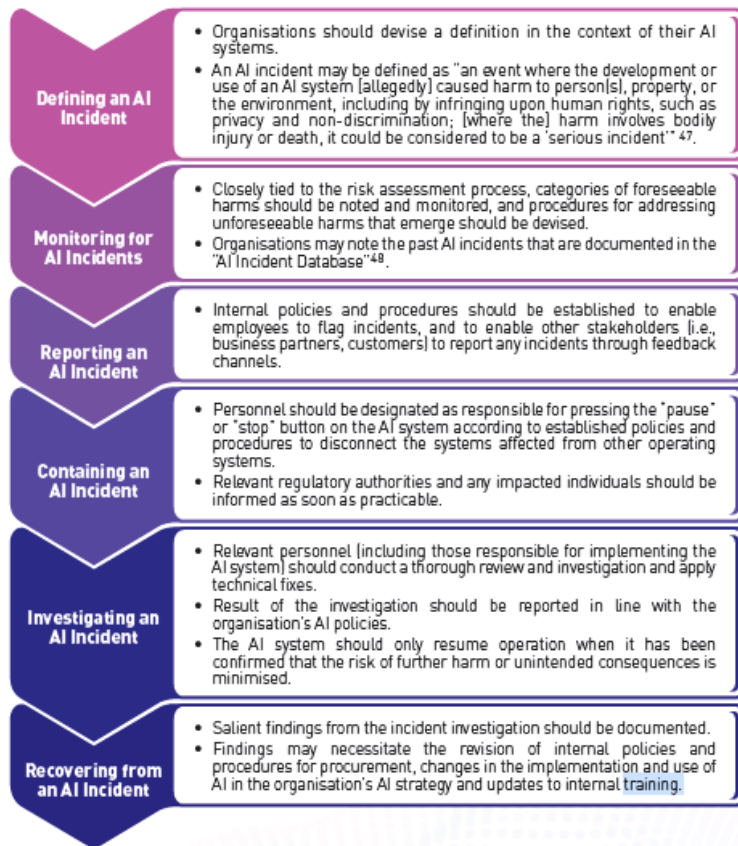 Defining an AI
Incident
• Organisations should devise a definition in the context of their AI
systems.
• An AI incident may be defined as "an event where the development or
use of an AI system [allegedly] caused harm to person(s), property, or
the environment, including by infringing upon human rights, such as
privacy and non-discrimination; [where the] harm involves bodily
injury or death, it could be considered to be a 'serious incident'" 47.
Monitoring for
AI Incidents
• Closely tied to the risk assessment process, categories of foreseeable
harms should be noted and monitored, and procedures for addressing
unforeseeable harms that emerge should be devised.
• Organisations may note the past AI incidents that are documented in the
"AI Incident Database"48.
Reporting an
AI Incident
• Internal policies and procedures should be established to enable
employees to flag incidents, and to enable other stakeholders (i.e.,
business partners, customers) to report any incidents through feedback
channels.
Containing an
AI Incident
• Personnel should be designated as responsible for pressing the "pause"
or "stop" button on the AI system according to established policies and
procedures to disconnect the systems affected from other operating
systems.
• Relevant regulatory authorities and any impacted individuals should be
informed as soon as practicable.
Investigating an
AI Incident
• Relevant personnel (including those responsible for implementing the
AI system) should conduct a thorough review and investigation and apply
technical fixes.
• Result of the investigation should be reported in line with the
organisation's AI policies.
• The AI system should only resume operation when it has been
confirmed that the risk of further harm or unintended consequences is
minimised.
Recovering from
an AI Incident
• Salient findings from the incident investigation should be documented.
• Findings may necessitate the revision of internal policies and
procedures for procurement, changes in the implementation and use of
AI in the organisation's AI strategy and updates to internal training.